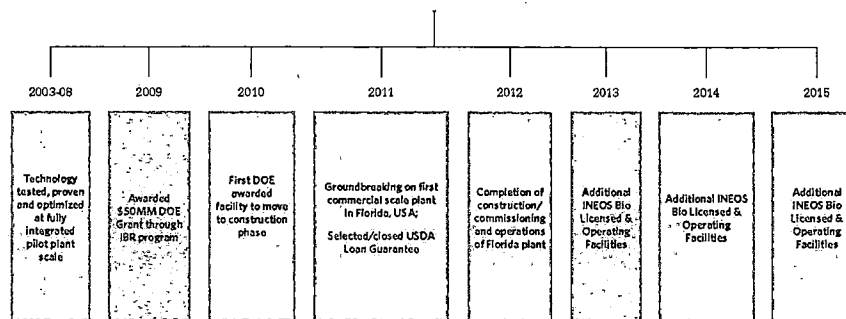 2003-08
2009
2010
2011
2012
2013
2014
2015
Technology
tested, proven
and optimized
at fully
integrated
pilot plant
scale
Awarded
$50MM DOE
Grant through
IBR program
First DOE
awarded
facility to move
to construction
phase
Groundbreaking on first
commercial scale plant
in Florida, USA;
Selected/closed USDA
Loan Guarantee
Completion of
construction/
commissioning
and operations
of Florida plant
Additional
INEOS Bio
Licensed &
Operating
Facilities
Additional INEOS
Bio Licensed &
Operating
Facilities
Additional
INEOS Bio
Licensed &
Operating
Facilities